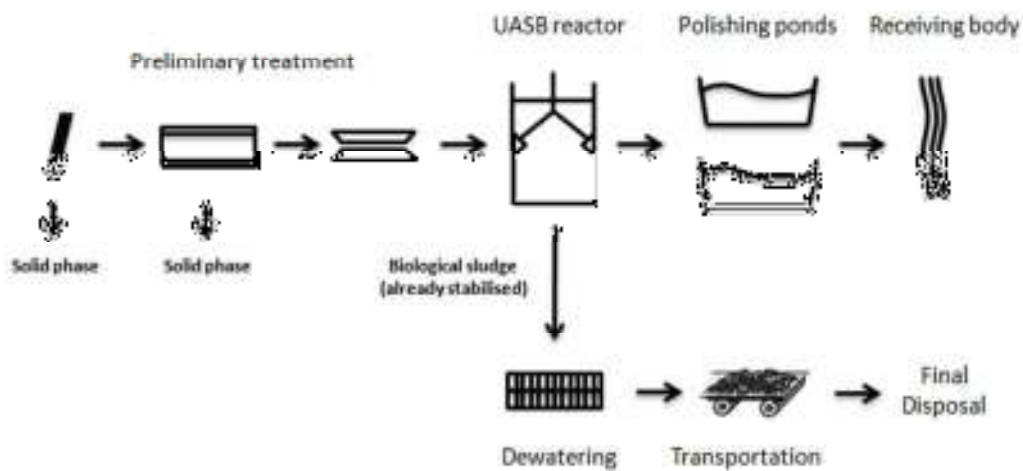 UASB reactor
Polishing ponds
Receiving body
Preliminary treatment
Solid phase
Solid phase
Biological sludge
(already stabilised)
Final
Disposal
Dewatering
Transportation